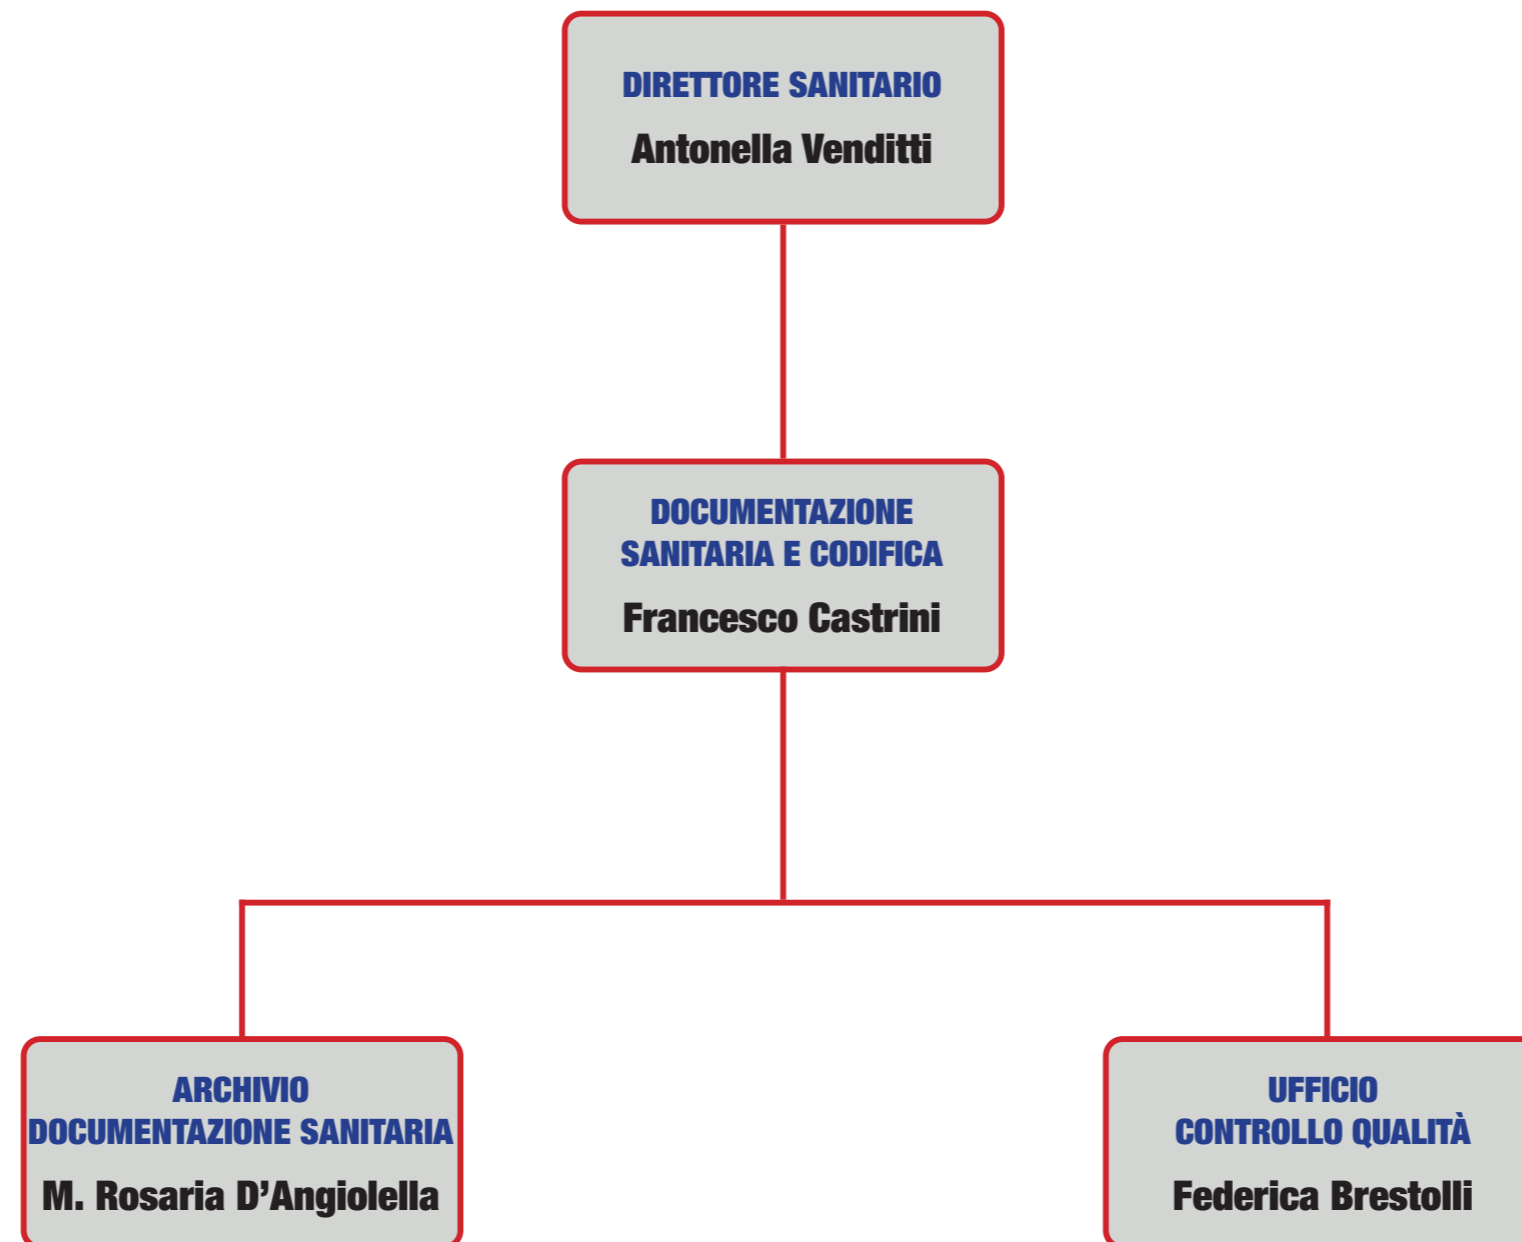 DIRETTORE SANITARIO
Antonella Venditti
DOCUMENTAZIONE
SANITARIA E CODIFICA
Francesco Castrini
ARCHIVIO
DOCUMENTAZIONE SANITARIA
M. Rosaria D’Angiolella
UFFICIO
CONTROLLO QUALITÀ
Federica Brestolli